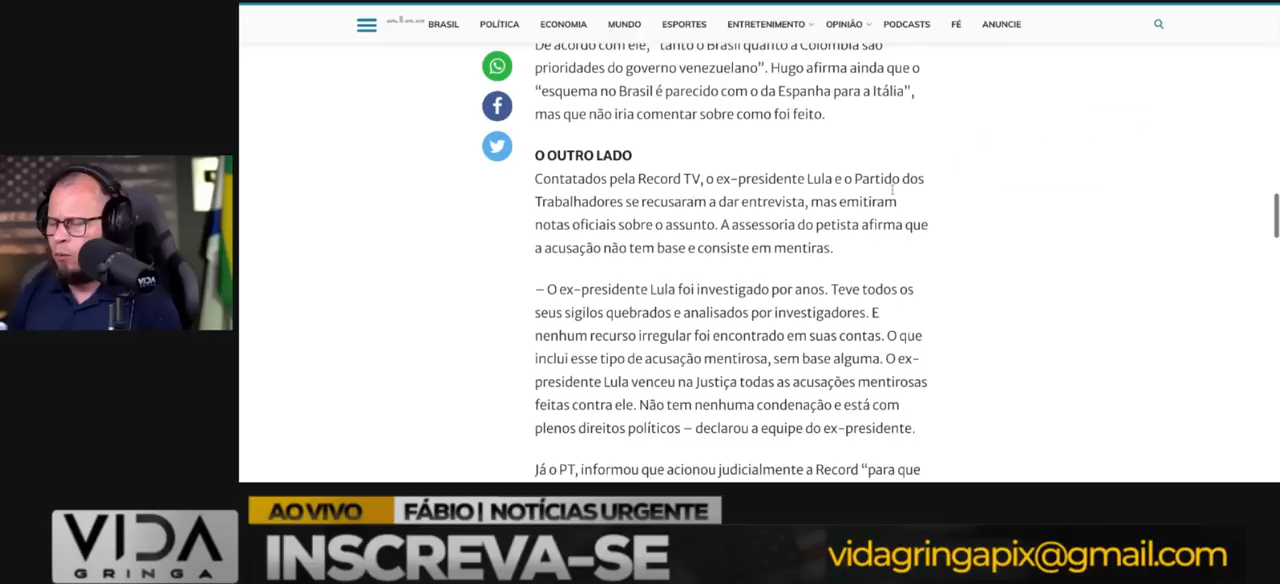 BRASIL POLÍTICA ECONOMIA MUNDO ESPORTES ENTRETENIMENTO OPINIÃO PODCASTS FÉ ANUNCIE
De acordo com ele, “tanto o Brasil quanto a Colômbia são
prioridades do governo venezuelano”. Hugo afirma ainda que o
“esquema no Brasil é parecido com o da Espanha para a Itália”,
mas que não iria comentar sobre como foi feito.
O OUTRO LADO
Contatados pela Record TV, o ex-presidente Lula e o Partido dos
Trabalhadores se recusaram a dar entrevista, mas emitiram
notas oficiais sobre o assunto. A assessoria do petista afirma que
a acusação não tem base e consiste em mentiras.
– O ex-presidente Lula foi investigado por anos. Teve todos os
seus sigilos quebrados e analisados por investigadores. E
nenhum recurso irregular foi encontrado em suas contas. O que
inclui esse tipo de acusação mentirosa, sem base alguma. O ex-
presidente Lula venceu na Justiça todas as acusações mentirosas
feitas contra ele. Não tem nenhuma condenação e está com
plenos direitos políticos – declarou a equipe do ex-presidente.
Já o PT, informou que acionou judicialmente a Record “para que
VIDA
AO VIVO FÁBIO | NOTÍCIAS URGENTE
VIDA
GRINGA
INSCREVA-SE
vidagringapix@gmail.com